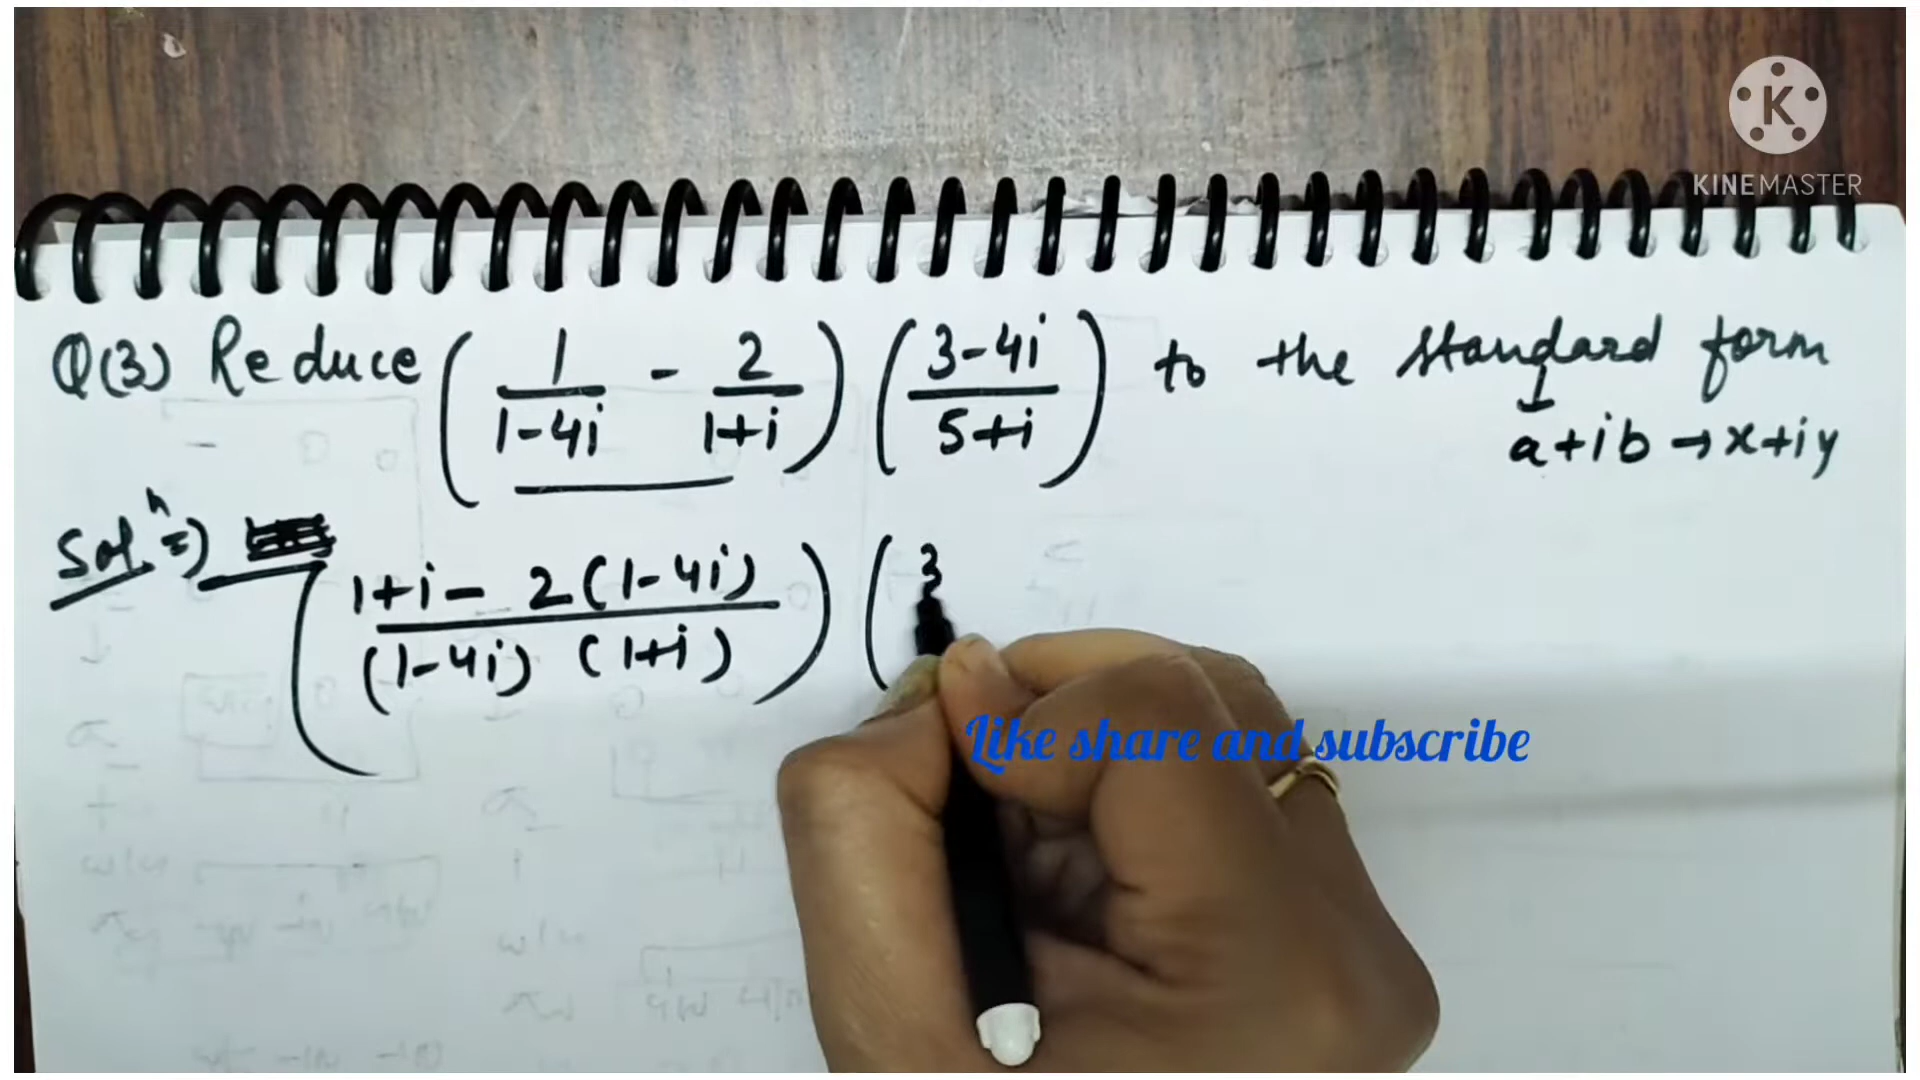 KINEMASTER
Q(3) Reduce (1/(1-4i) - 2/(1+i)) ((3-4i)/(5+i)) to the standard form
a+ib → x+iy
Solⁿ ⇒ ((1+i - 2(1-4i))/((1-4i)(1+i))) (3
Like share and subscribe